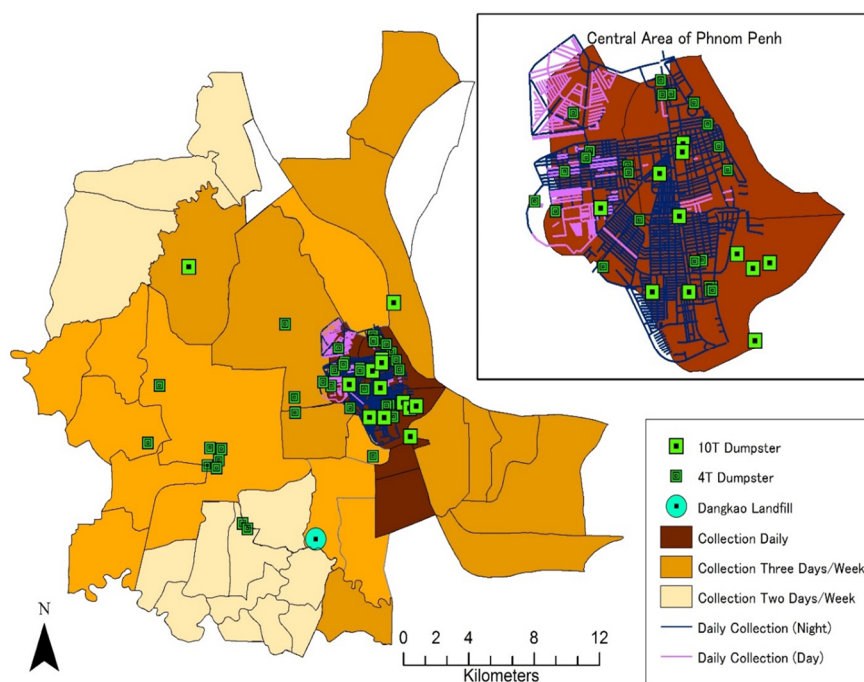 Central Area of Phnom Penh
10T Dumpster
4T Dumpster
Dangkao Landfill
Collection Daily
Collection Three Days/Week
Collection Two Days/Week
Daily Collection (Night)
Daily Collection (Day)
N
0 2 4 8 12
Kilometers